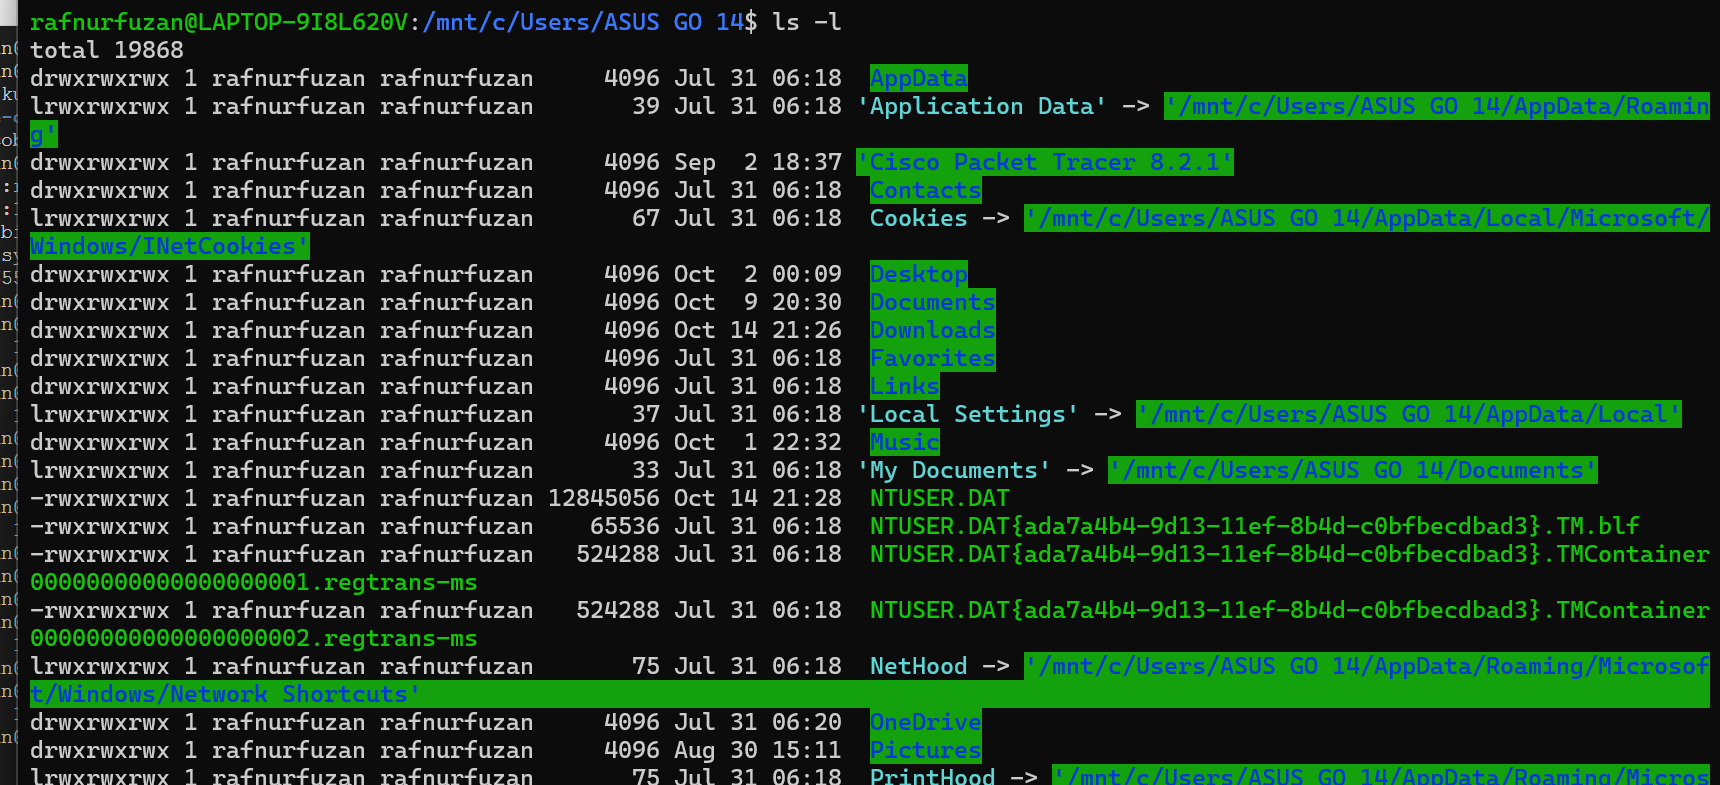 rafnurfuzan@LAPTOP-9I8L620V:/mnt/c/Users/ASUS GO 14$ ls -l
total 19868
drwxrwxrwx 1 rafnurfuzan rafnurfuzan     4096 Jul 31 06:18  AppData
lrwxrwxrwx 1 rafnurfuzan rafnurfuzan       39 Jul 31 06:18 'Application Data' -> '/mnt/c/Users/ASUS GO 14/AppData/Roamin
g'
drwxrwxrwx 1 rafnurfuzan rafnurfuzan     4096 Sep  2 18:37 'Cisco Packet Tracer 8.2.1'
drwxrwxrwx 1 rafnurfuzan rafnurfuzan     4096 Jul 31 06:18  Contacts
lrwxrwxrwx 1 rafnurfuzan rafnurfuzan       67 Jul 31 06:18  Cookies -> '/mnt/c/Users/ASUS GO 14/AppData/Local/Microsoft/
Windows/INetCookies'
drwxrwxrwx 1 rafnurfuzan rafnurfuzan     4096 Oct  2 00:09  Desktop
drwxrwxrwx 1 rafnurfuzan rafnurfuzan     4096 Oct  9 20:30  Documents
drwxrwxrwx 1 rafnurfuzan rafnurfuzan     4096 Oct 14 21:26  Downloads
drwxrwxrwx 1 rafnurfuzan rafnurfuzan     4096 Jul 31 06:18  Favorites
drwxrwxrwx 1 rafnurfuzan rafnurfuzan     4096 Jul 31 06:18  Links
lrwxrwxrwx 1 rafnurfuzan rafnurfuzan       37 Jul 31 06:18 'Local Settings' -> '/mnt/c/Users/ASUS GO 14/AppData/Local'
drwxrwxrwx 1 rafnurfuzan rafnurfuzan     4096 Oct  1 22:32  Music
lrwxrwxrwx 1 rafnurfuzan rafnurfuzan       33 Jul 31 06:18 'My Documents' -> '/mnt/c/Users/ASUS GO 14/Documents'
-rwxrwxrwx 1 rafnurfuzan rafnurfuzan 12845056 Oct 14 21:28  NTUSER.DAT
-rwxrwxrwx 1 rafnurfuzan rafnurfuzan    65536 Jul 31 06:18  NTUSER.DAT{ada7a4b4-9d13-11ef-8b4d-c0bfbecdbad3}.TM.blf
-rwxrwxrwx 1 rafnurfuzan rafnurfuzan   524288 Jul 31 06:18  NTUSER.DAT{ada7a4b4-9d13-11ef-8b4d-c0bfbecdbad3}.TMContainer
00000000000000000001.regtrans-ms
-rwxrwxrwx 1 rafnurfuzan rafnurfuzan   524288 Jul 31 06:18  NTUSER.DAT{ada7a4b4-9d13-11ef-8b4d-c0bfbecdbad3}.TMContainer
00000000000000000002.regtrans-ms
lrwxrwxrwx 1 rafnurfuzan rafnurfuzan       75 Jul 31 06:18  NetHood -> '/mnt/c/Users/ASUS GO 14/AppData/Roaming/Microsof
t/Windows/Network Shortcuts'
drwxrwxrwx 1 rafnurfuzan rafnurfuzan     4096 Jul 31 06:20  OneDrive
drwxrwxrwx 1 rafnurfuzan rafnurfuzan     4096 Aug 30 15:11  Pictures
lrwxrwxrwx 1 rafnurfuzan rafnurfuzan       75 Jul 31 06:18  PrintHood -> '/mnt/c/Users/ASUS GO 14/AppData/Roaming/Micros